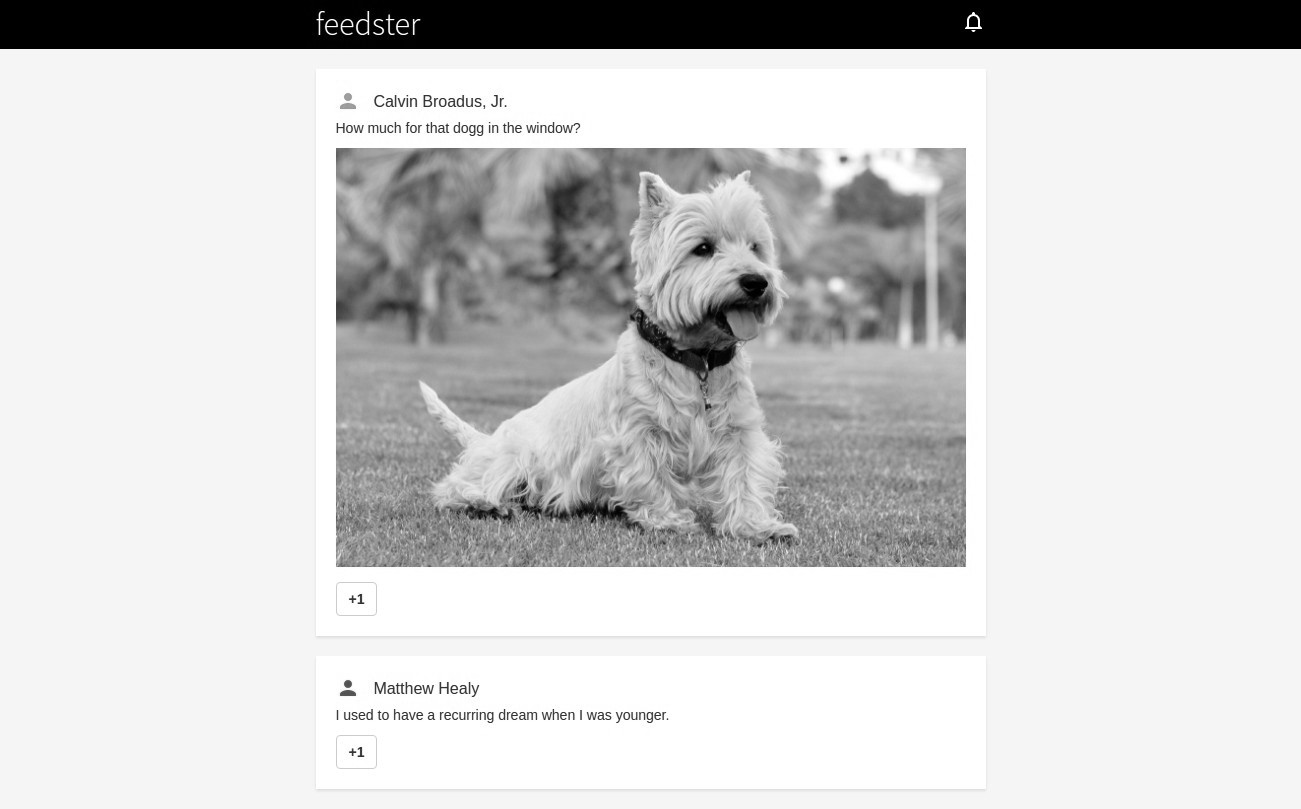 feedster
Calvin Broadus, Jr.
How much for that dogg in the window?
+1
Matthew Healy
I used to have a recurring dream when I was younger.
+1